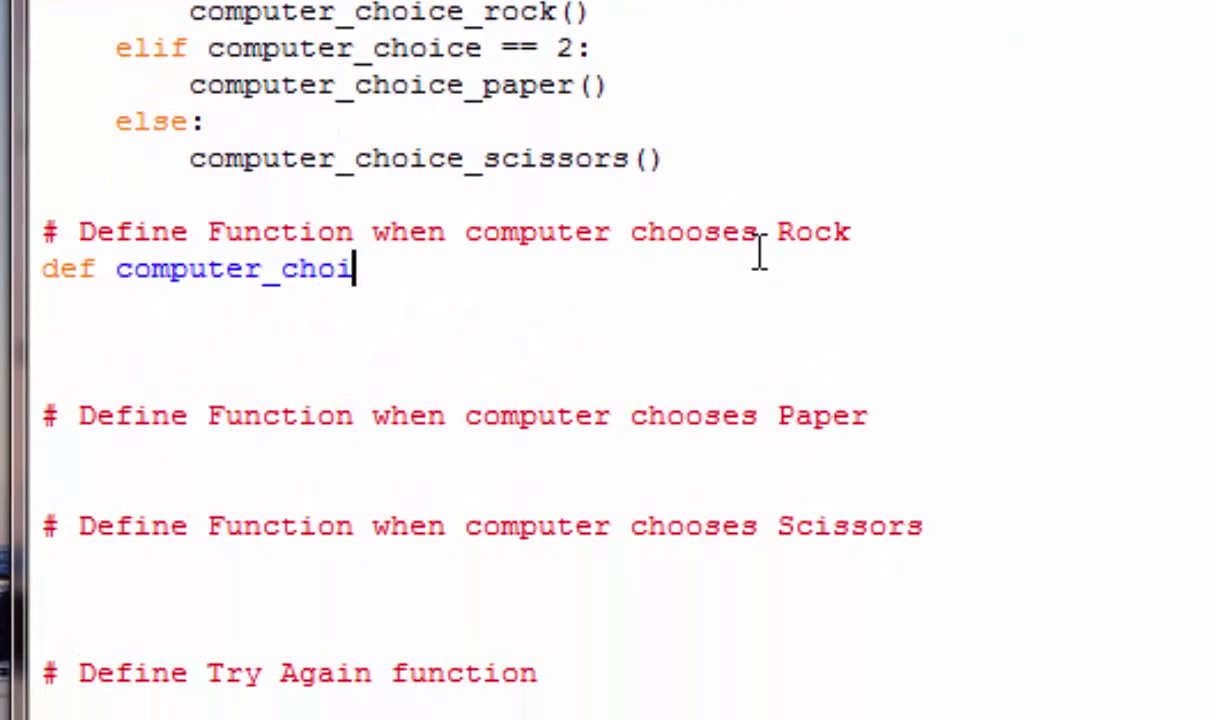 computer_choice_rock()
elif computer_choice == 2:
computer_choice_paper()
else:
computer_choice_scissors()
# Define Function when computer chooses Rock
def computer_choi
# Define Function when computer chooses Paper
# Define Function when computer chooses Scissors
# Define Try Again function